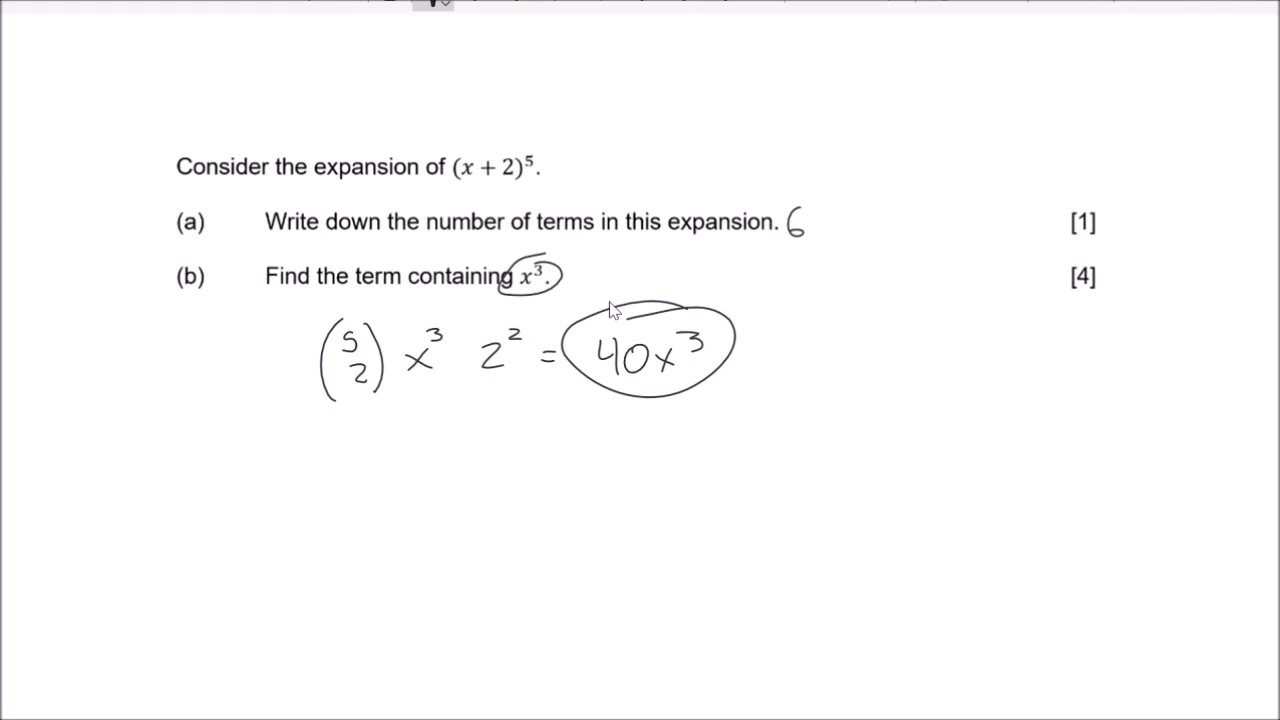 Consider the expansion of (x + 2)⁵.
(a) Write down the number of terms in this expansion. 6 [1]
(b) Find the term containing x³. [4]
(5 2) x³ 2² = 40x³